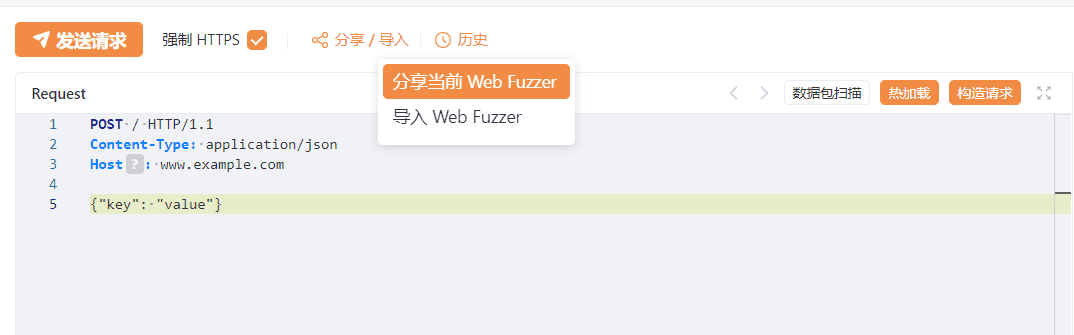 发送请求 强制 HTTPS 分享 / 导入 历史
分享当前 Web Fuzzer
导入 Web Fuzzer
Request 数据包扫描 热加载 构造请求
1 POST / HTTP/1.1
2 Content-Type: application/json
3 Host ? : www.example.com
4
5 {"key": "value"}